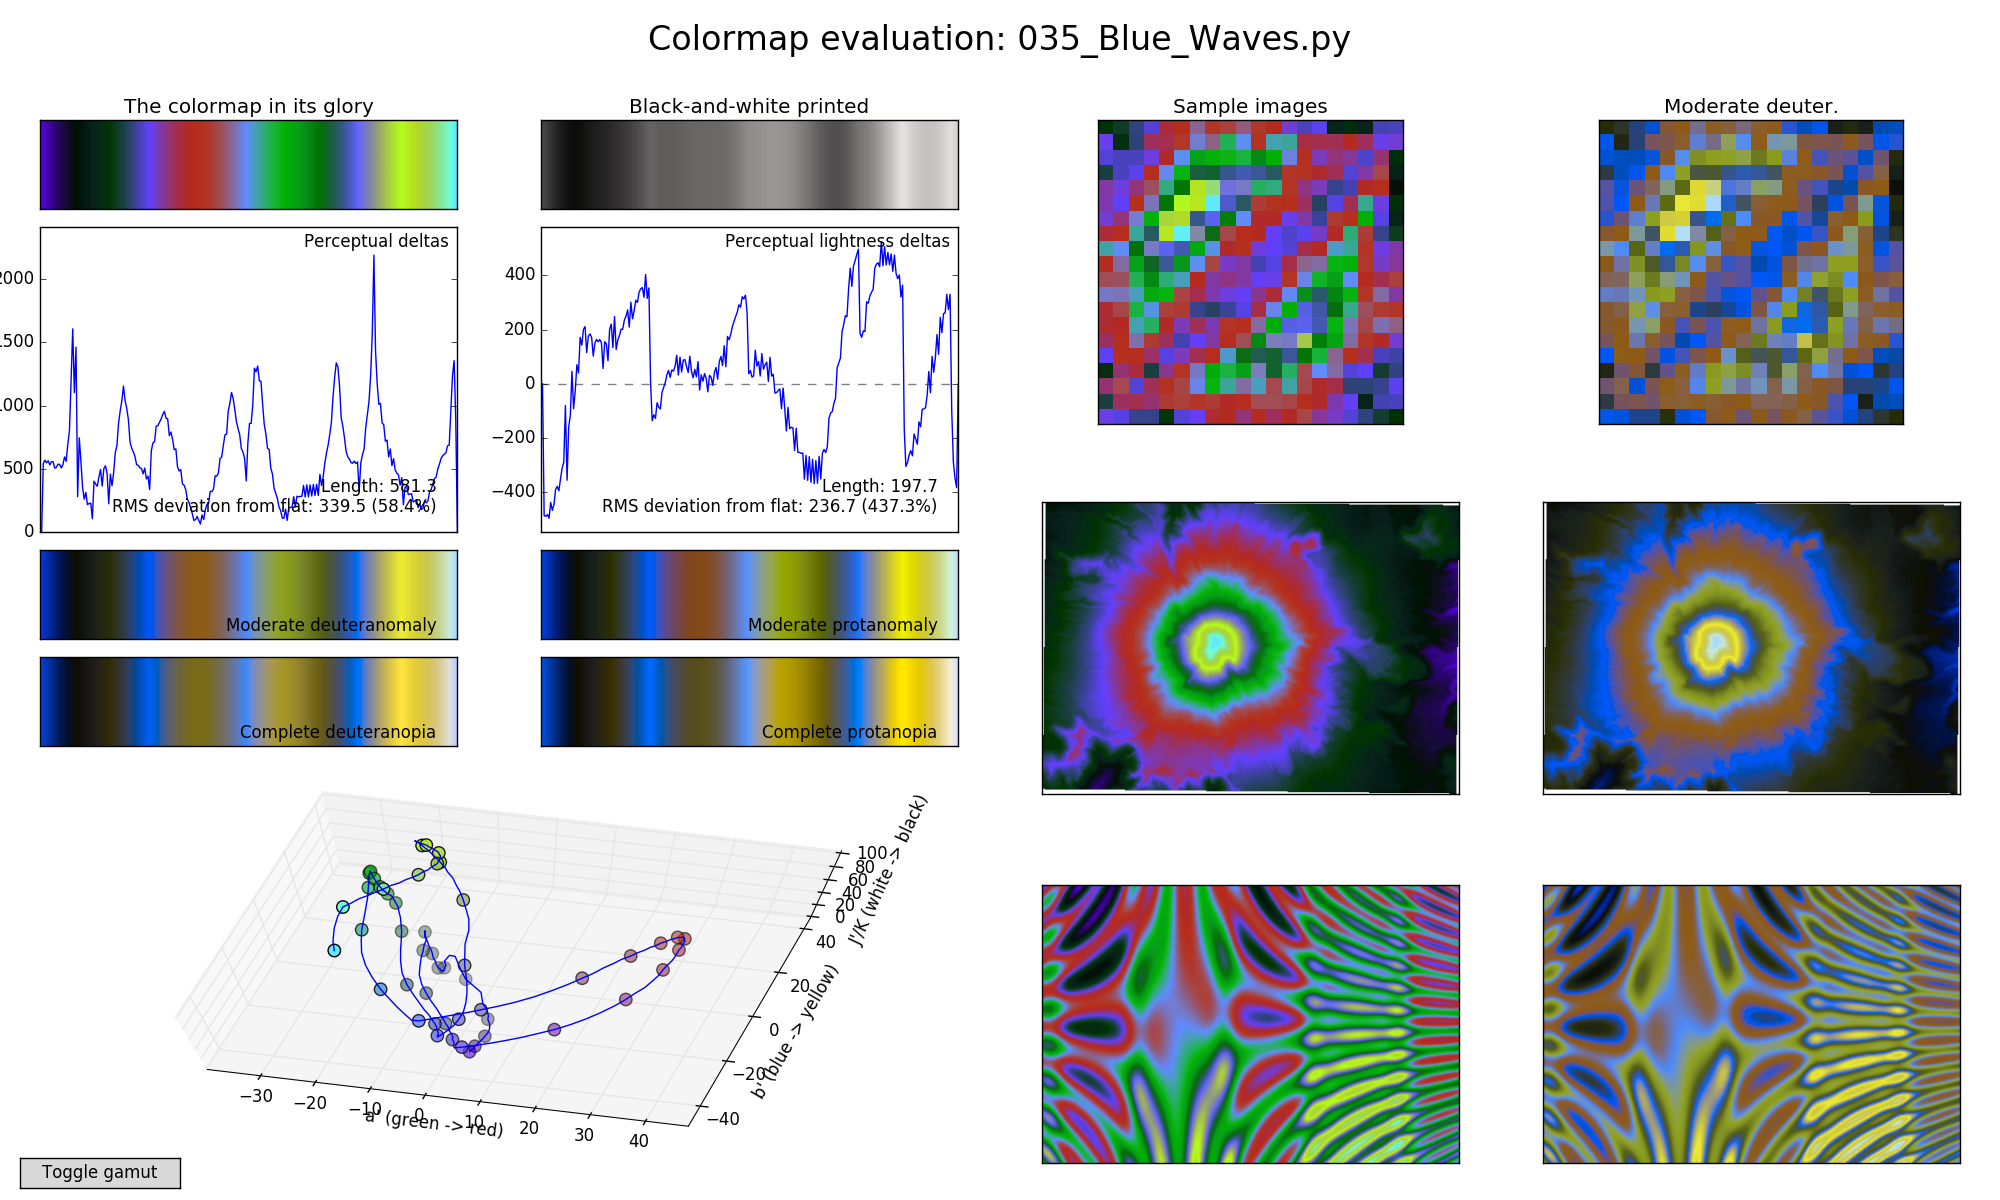 Colormap evaluation: 035_Blue_Waves.py
The colormap in its glory
Black-and-white printed
Sample images
Moderate deuter.
Perceptual deltas
2000
1500
1000
500
0
Length: 581.3
RMS deviation from flat: 339.5 (58.4%)
Perceptual lightness deltas
400
200
0
−200
−400
Length: 197.7
RMS deviation from flat: 236.7 (437.3%)
Moderate deuteranomaly
Moderate protanomaly
Complete deuteranopia
Complete protanopia
100
80
60
40
20
0
J'/K (white -> black)
40
20
0
−20
−40
b' (blue -> yellow)
−30
−20
−10
0
10
20
30
40
a' (green -> red)
Toggle gamut